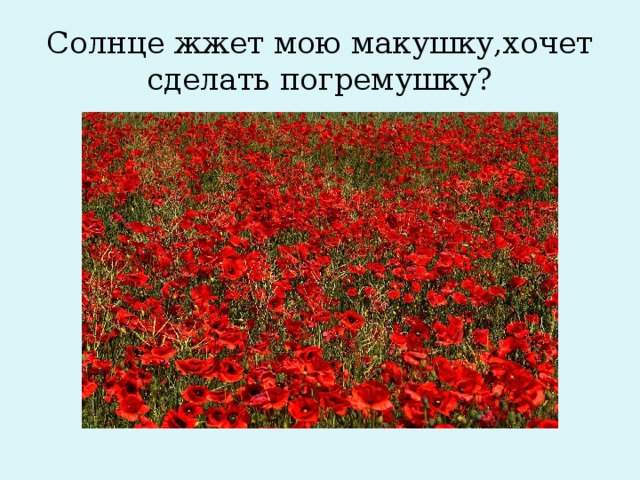 Солнце жжет мою макушку,хочет
сделать погремушку?